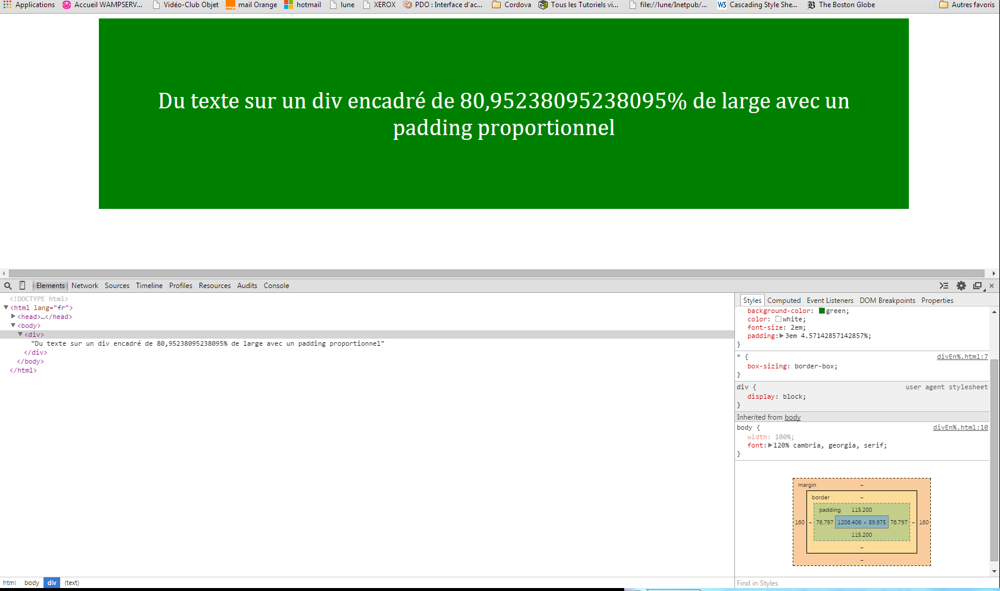 Applications Accueil WAMPSERV... Vidéo-Club Objet mail Orange hotmail lune XEROX PDO : Interface d'ac... Cordova Tous les Tutoriels vi... file://lune/Inetpub/... Cascading Style She... The Boston Globe Autres favoris
Du texte sur un div encadré de 80,95238095238095% de large avec un
padding proportionnel
Elements Network Sources Timeline Profiles Resources Audits Console
<!DOCTYPE html>
<html lang="fr">
<head>…</head>
<body>
<div>
"Du texte sur un div encadré de 80,95238095238095% de large avec un padding proportionnel"
</div>
</body>
</html>
Styles Computed Event Listeners DOM Breakpoints Properties
background-color: green;
color: white;
font-size: 2em;
padding: 3em 4.57142857142857%;
}
* { divEn%.html:7
box-sizing: border-box;
}
div { user agent stylesheet
display: block;
}
Inherited from body
body { divEn%.html:10
width: 100%;
font: 120% cambria, georgia, serif;
}
margin –
border –
padding 115.200
160 – 76.797 1206.406 × 89.975 76.797 – 160
115.200
–
–
html body div (text)
Find in Styles